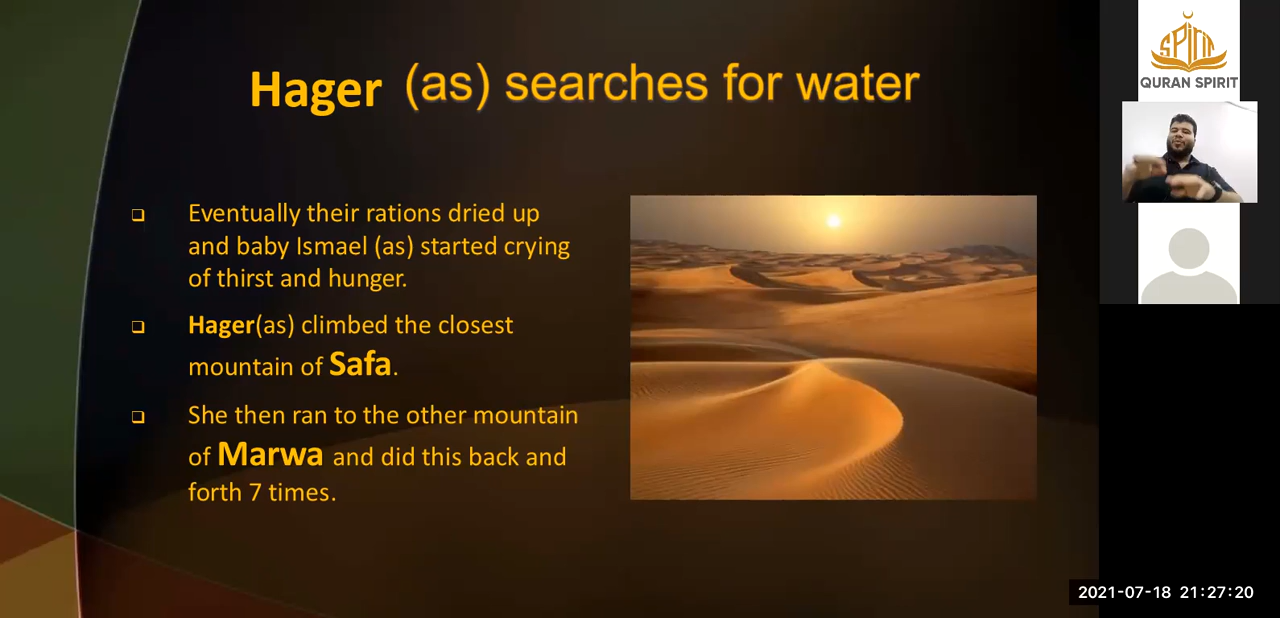 Hager (as) searches for water
Eventually their rations dried up
and baby Ismael (as) started crying
of thirst and hunger.
Hager(as) climbed the closest
mountain of Safa.
She then ran to the other mountain
of Marwa and did this back and
forth 7 times.
SPIRIT
QURAN SPIRIT
2021-07-18 21:27:20